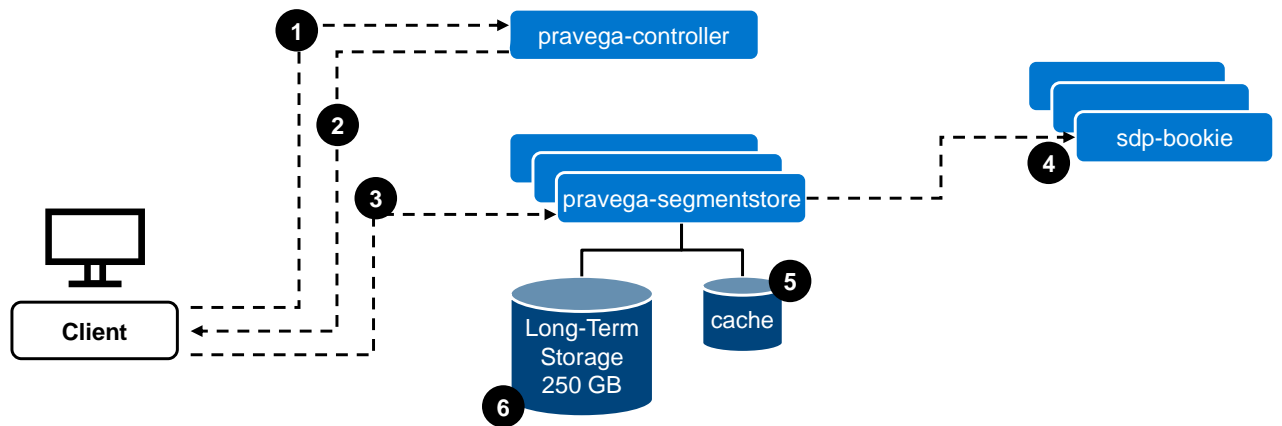 1
pravega-controller
2
sdp-bookie
4
3
pravega-segmentstore
5
cache
Client
Long-Term
Storage
250 GB
6